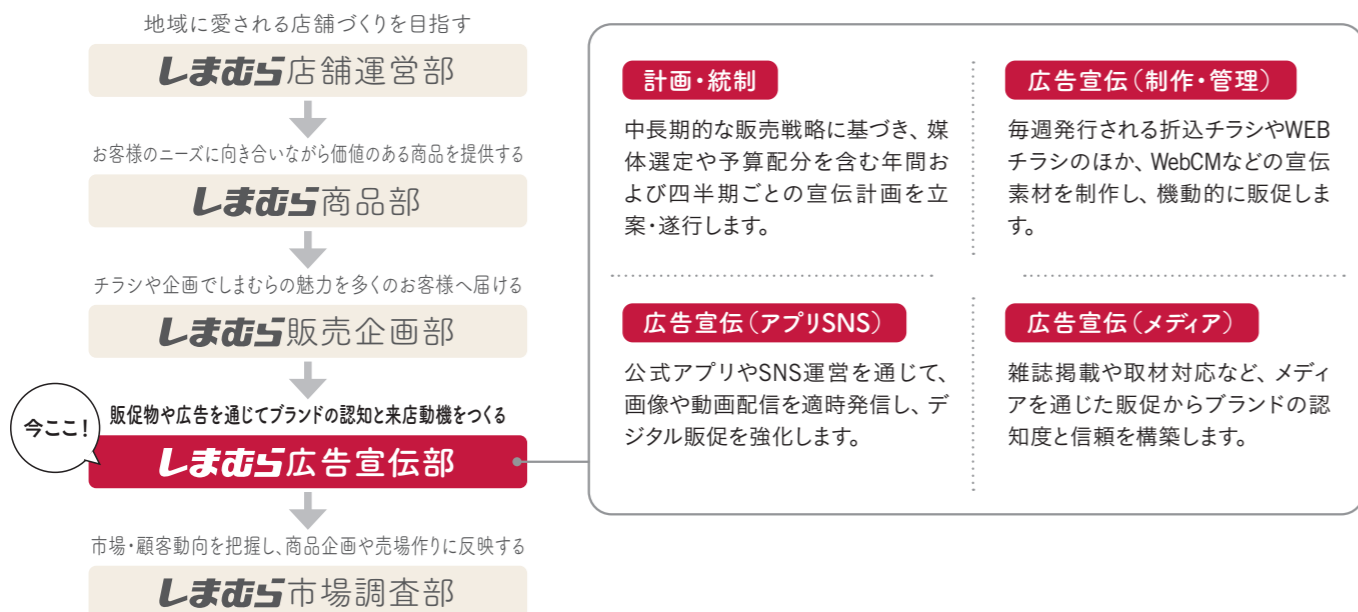 地域に愛される店舗づくりを目指す
しまむら店舗運営部
お客様のニーズに向き合いながら価値のある商品を提供する
しまむら商品部
チラシや企画でしまむらの魅力を多くのお客様へ届ける
しまむら販売企画部
今ここ!
販促物や広告を通じてブランドの認知と来店動機をつくる
しまむら広告宣伝部
市場・顧客動向を把握し、商品企画や売場作りに反映する
しまむら市場調査部
計画・統制
中長期的な販売戦略に基づき、媒
体選定や予算配分を含む年間お
よび四半期ごとの宣伝計画を立
案・遂行します。
広告宣伝(制作・管理)
毎週発行される折込チラシやWEB
チラシのほか、WebCMなどの宣伝
素材を制作し、機動的に販促しま
す。
広告宣伝(アプリSNS)
公式アプリやSNS運営を通じて、
画像や動画配信を適時発信し、デ
ジタル販促を強化します。
広告宣伝(メディア)
雑誌掲載や取材対応など、メディ
アを通じた販促からブランドの認
知度と信頼を構築します。